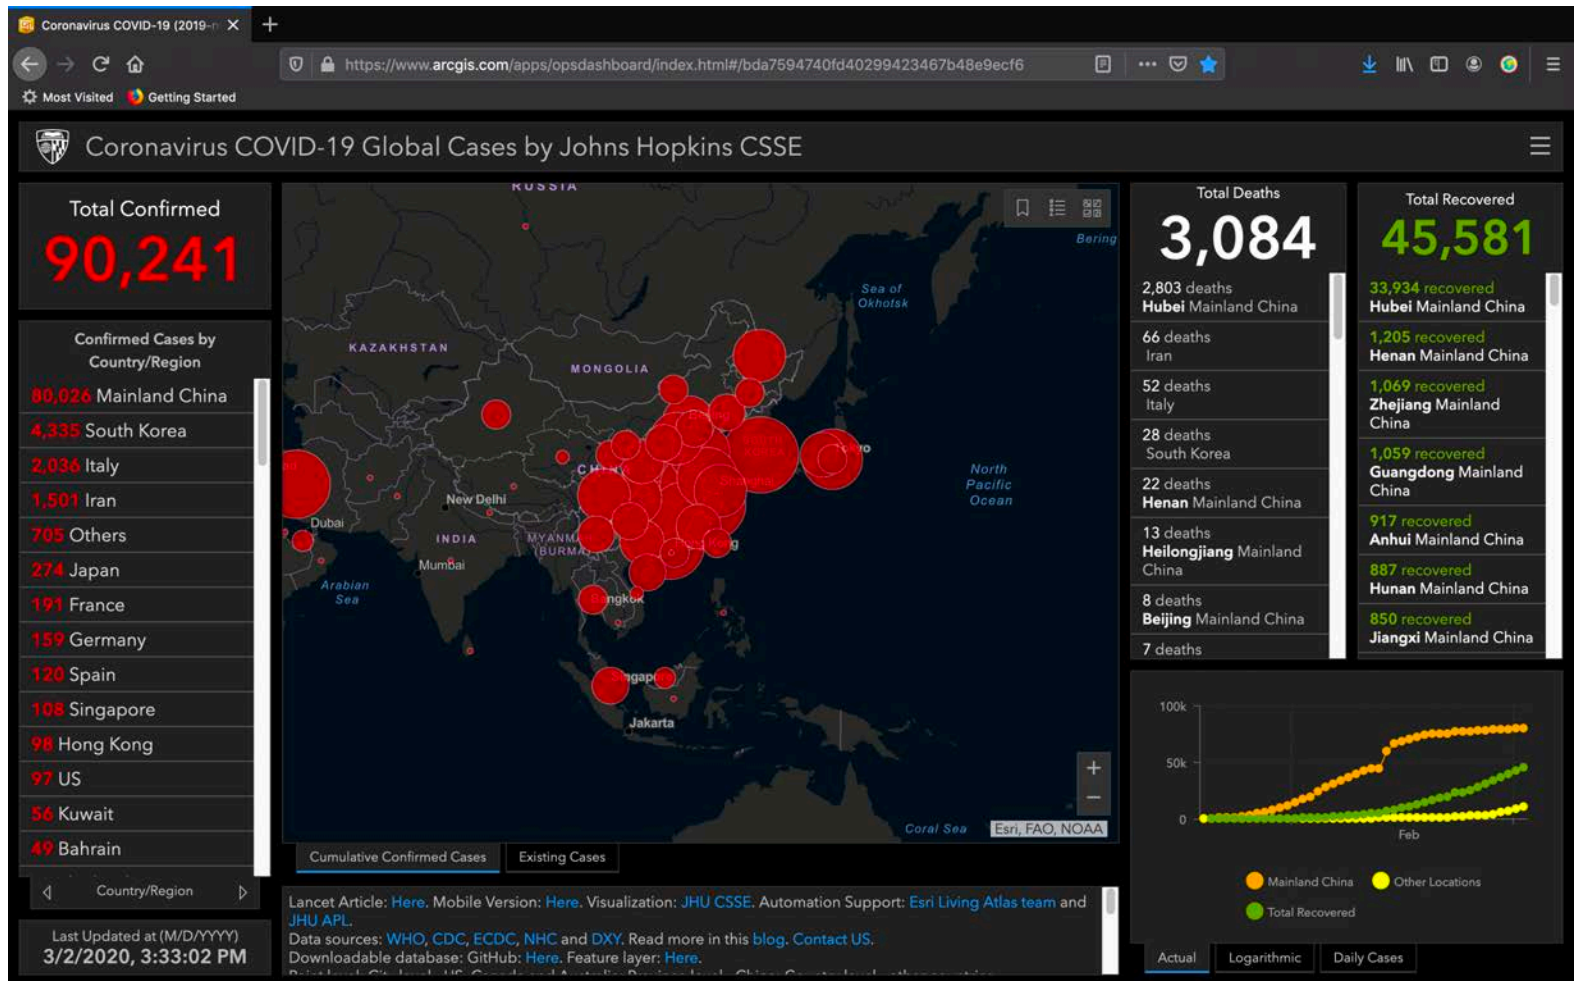 Coronavirus COVID-19 (2019-n
https://www.arcgis.com/apps/opsdashboard/index.html#/bda7594740fd40299423467b48e9ecf6
Most Visited
Getting Started
Coronavirus COVID-19 Global Cases by Johns Hopkins CSSE
Total Confirmed
90,241
Confirmed Cases by
Country/Region
80,026 Mainland China
4,335 South Korea
2,036 Italy
1,501 Iran
705 Others
274 Japan
191 France
159 Germany
120 Spain
108 Singapore
98 Hong Kong
97 US
56 Kuwait
49 Bahrain
Country/Region
Last Updated at (M/D/YYYY)
3/2/2020, 3:33:02 PM
RUSSIA
Bering
Sea of
Okhotsk
KAZAKHSTAN
MONGOLIA
Beijing
SOUTH
KOREA
Tokyo
CHINA
Shanghai
North
Pacific
Ocean
New Delhi
Dubai
INDIA
MYANMAR
(BURMA)
Hong Kong
Mumbai
Arabian
Sea
Bangkok
Singapore
Jakarta
Coral Sea
Esri, FAO, NOAA
Cumulative Confirmed Cases
Existing Cases
Lancet Article: Here. Mobile Version: Here. Visualization: JHU CSSE. Automation Support: Esri Living Atlas team and
JHU APL.
Data sources: WHO, CDC, ECDC, NHC and DXY. Read more in this blog. Contact US.
Downloadable database: GitHub: Here. Feature layer: Here.
Total Deaths
3,084
2,803 deaths
Hubei Mainland China
66 deaths
Iran
52 deaths
Italy
28 deaths
South Korea
22 deaths
Henan Mainland China
13 deaths
Heilongjiang Mainland
China
8 deaths
Beijing Mainland China
7 deaths
Total Recovered
45,581
33,934 recovered
Hubei Mainland China
1,205 recovered
Henan Mainland China
1,069 recovered
Zhejiang Mainland
China
1,059 recovered
Guangdong Mainland
China
917 recovered
Anhui Mainland China
887 recovered
Hunan Mainland China
850 recovered
Jiangxi Mainland China
100k
50k
0
Feb
Mainland China
Other Locations
Total Recovered
Actual
Logarithmic
Daily Cases